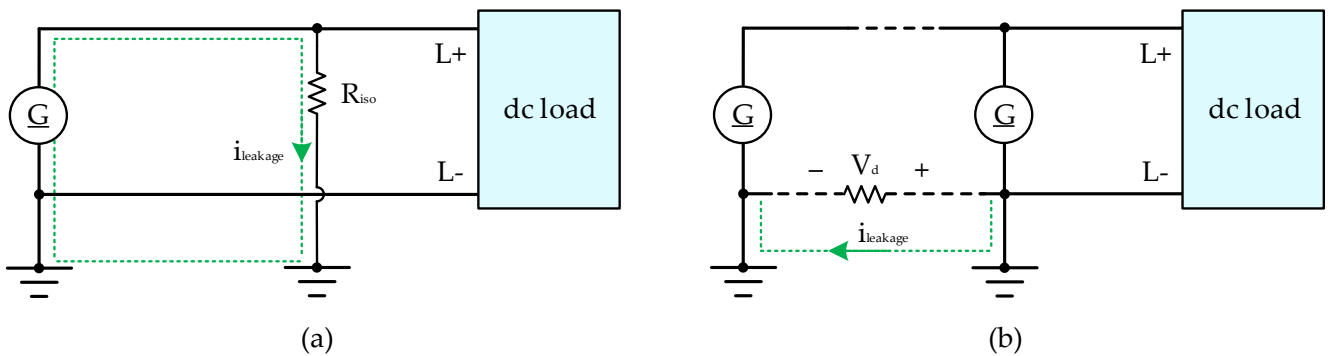 L+
G
R_iso
dc load
i_leakage
L-
(a)
L+
G
G
dc load
− V_d +
L-
i_leakage
(b)